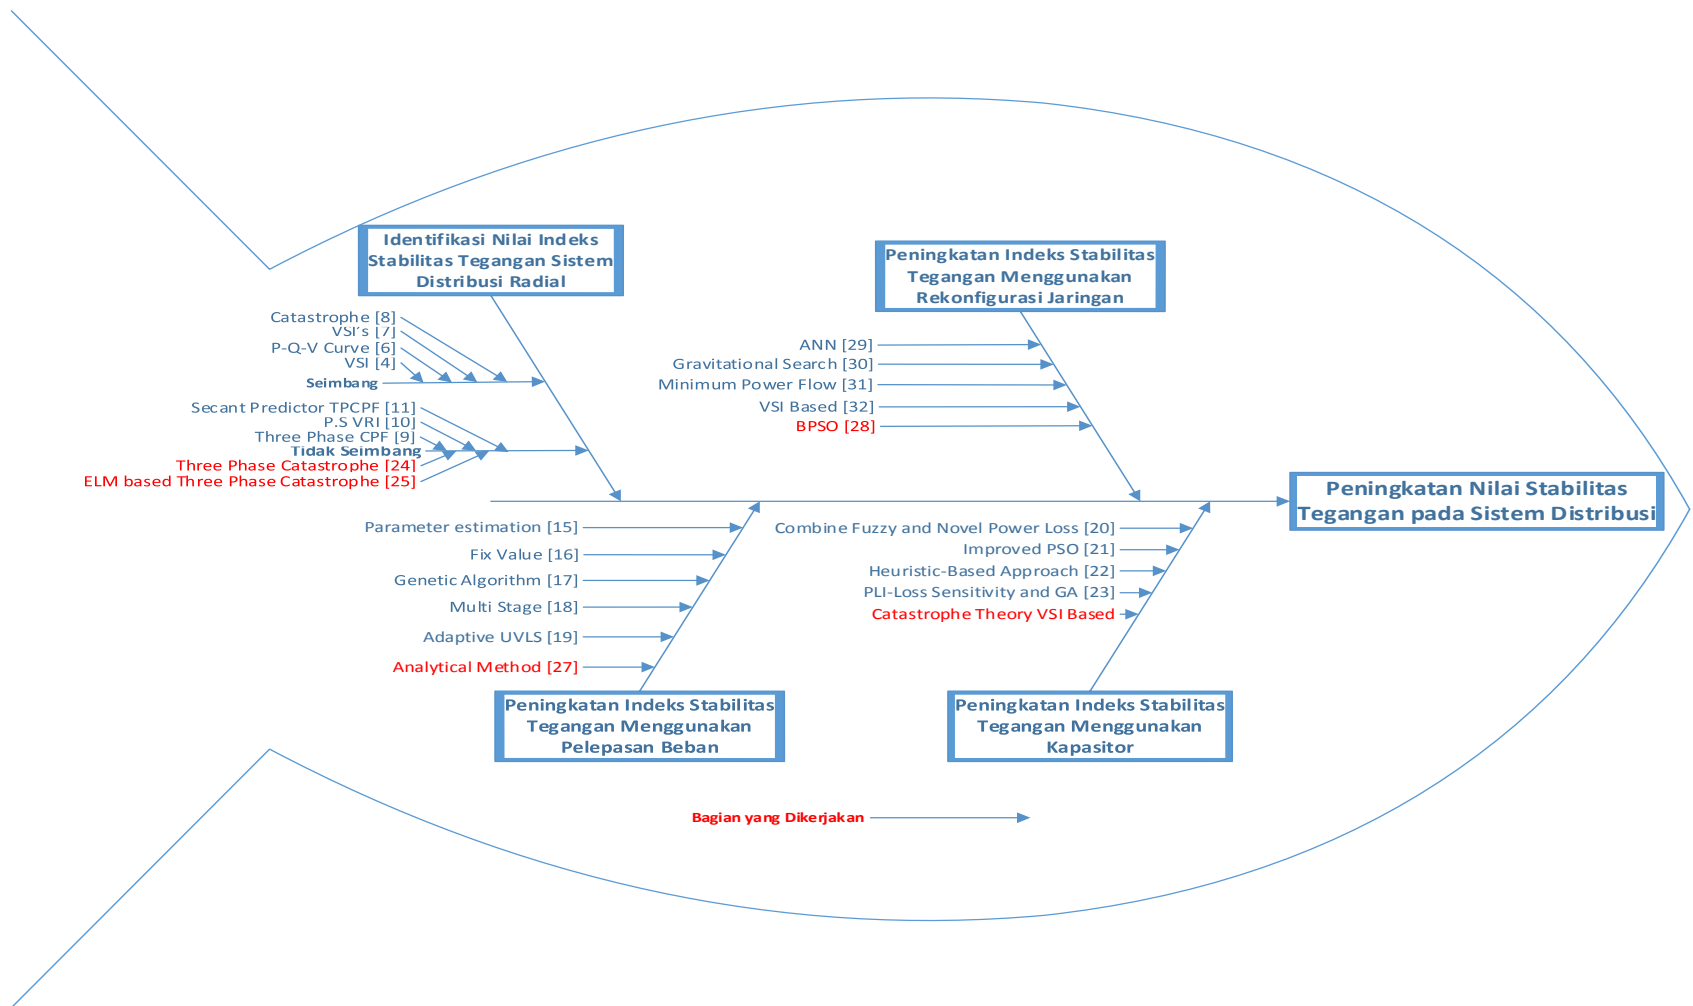 Identifikasi Nilai Indeks
Stabilitas Tegangan Sistem
Distribusi Radial
Catastrophe [8]
VSI's [7]
P-Q-V Curve [6]
VSI [4]
Seimbang
Secant Predictor TPCPF [11]
P.S VRI [10]
Three Phase CPF [9]
Tidak Seimbang
Three Phase Catastrophe [24]
ELM based Three Phase Catastrophe [25]
Peningkatan Indeks Stabilitas
Tegangan Menggunakan
Rekonfigurasi Jaringan
ANN [29]
Gravitational Search [30]
Minimum Power Flow [31]
VSI Based [32]
BPSO [28]
Peningkatan Nilai Stabilitas
Tegangan pada Sistem Distribusi
Parameter estimation [15]
Fix Value [16]
Genetic Algorithm [17]
Multi Stage [18]
Adaptive UVLS [19]
Analytical Method [27]
Peningkatan Indeks Stabilitas
Tegangan Menggunakan
Pelepasan Beban
Combine Fuzzy and Novel Power Loss [20]
Improved PSO [21]
Heuristic-Based Approach [22]
PLI-Loss Sensitivity and GA [23]
Catastrophe Theory VSI Based
Peningkatan Indeks Stabilitas
Tegangan Menggunakan
Kapasitor
Bagian yang Dikerjakan